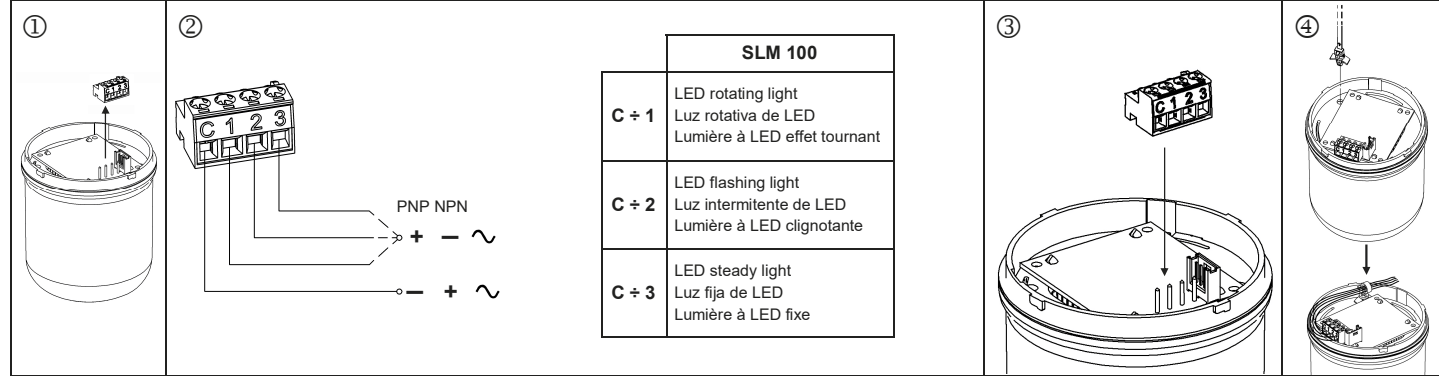 ①
②
C 1 2 3
PNP NPN
+ − ∿
− + ∿
SLM 100
C ÷ 1
LED rotating light
Luz rotativa de LED
Lumière à LED effet tournant
C ÷ 2
LED flashing light
Luz intermitente de LED
Lumière à LED clignotante
C ÷ 3
LED steady light
Luz fija de LED
Lumière à LED fixe
③
C 1 2 3
④